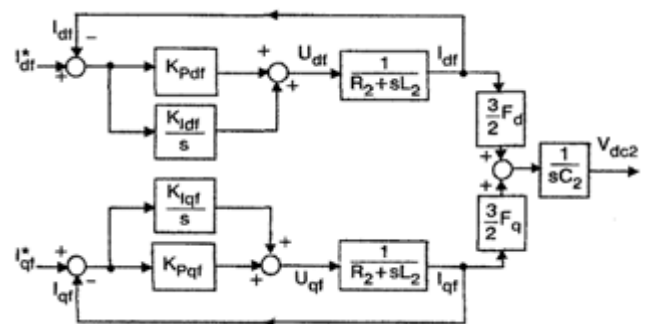 I_df
I*_df
−
+
K_Pdf
+
+
U_df
1/(R_2+sL_2)
I_df
K_Idf/s
3/2 F_d
+
+
1/(sC_2)
V_dc2
K_Iqf/s
3/2 F_q
I*_qf
+
−
I_qf
K_Pqf
+
+
U_qf
1/(R_2+sL_2)
I_qf